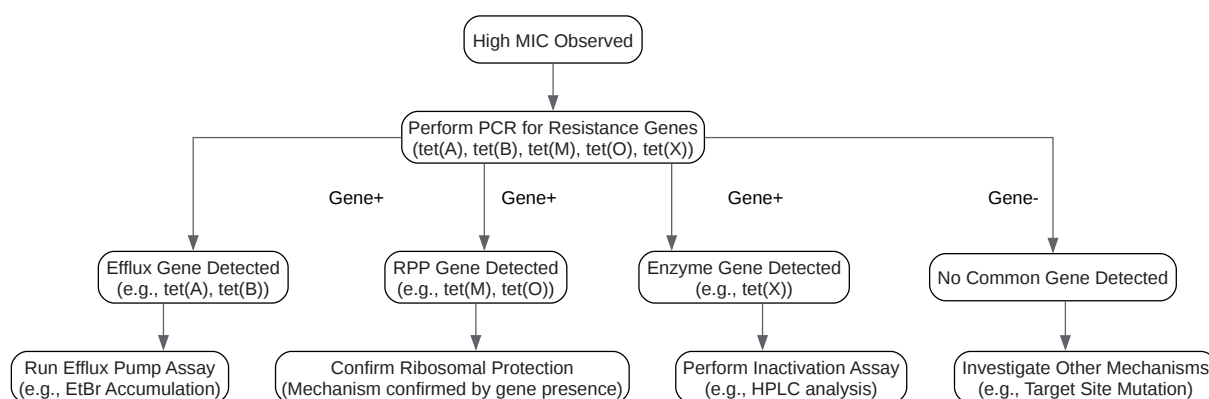 High MIC Observed
Perform PCR for Resistance Genes
(tet(A), tet(B), tet(M), tet(O), tet(X))
Gene+
Gene+
Gene+
Gene-
Efflux Gene Detected
(e.g., tet(A), tet(B))
RPP Gene Detected
(e.g., tet(M), tet(O))
Enzyme Gene Detected
(e.g., tet(X))
No Common Gene Detected
Run Efflux Pump Assay
(e.g., EtBr Accumulation)
Confirm Ribosomal Protection
(Mechanism confirmed by gene presence)
Perform Inactivation Assay
(e.g., HPLC analysis)
Investigate Other Mechanisms
(e.g., Target Site Mutation)